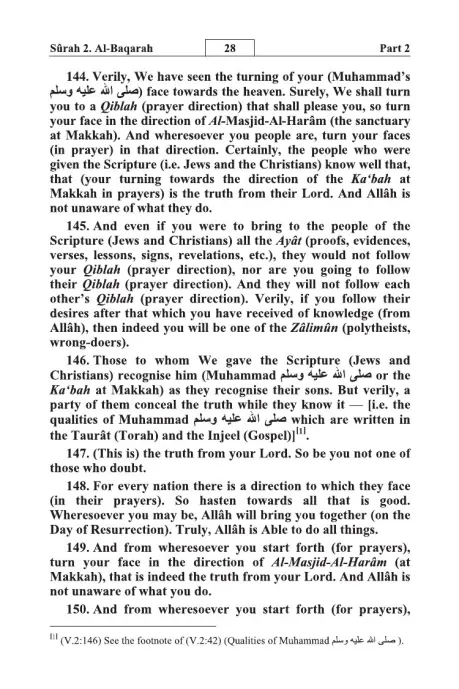 Sûrah 2. Al-Baqarah 28 Part 2
144. Verily, We have seen the turning of your (Muhammad’s
صلى الله عليه وسلم) face towards the heaven. Surely, We shall turn
you to a Qiblah (prayer direction) that shall please you, so turn
your face in the direction of Al-Masjid-Al-Harâm (the sanctuary
at Makkah). And wheresoever you people are, turn your faces
(in prayer) in that direction. Certainly, the people who were
given the Scripture (i.e. Jews and the Christians) know well that,
that (your turning towards the direction of the Ka‘bah at
Makkah in prayers) is the truth from their Lord. And Allâh is
not unaware of what they do.
145. And even if you were to bring to the people of the
Scripture (Jews and Christians) all the Ayât (proofs, evidences,
verses, lessons, signs, revelations, etc.), they would not follow
your Qiblah (prayer direction), nor are you going to follow
their Qiblah (prayer direction). And they will not follow each
other’s Qiblah (prayer direction). Verily, if you follow their
desires after that which you have received of knowledge (from
Allâh), then indeed you will be one of the Zâlimûn (polytheists,
wrong-doers).
146. Those to whom We gave the Scripture (Jews and
Christians) recognise him (Muhammad صلى الله عليه وسلم or the
Ka‘bah at Makkah) as they recognise their sons. But verily, a
party of them conceal the truth while they know it — [i.e. the
qualities of Muhammad صلى الله عليه وسلم which are written in
the Taurât (Torah) and the Injeel (Gospel)][1].
147. (This is) the truth from your Lord. So be you not one of
those who doubt.
148. For every nation there is a direction to which they face
(in their prayers). So hasten towards all that is good.
Wheresoever you may be, Allâh will bring you together (on the
Day of Resurrection). Truly, Allâh is Able to do all things.
149. And from wheresoever you start forth (for prayers),
turn your face in the direction of Al-Masjid-Al-Harâm (at
Makkah), that is indeed the truth from your Lord. And Allâh is
not unaware of what you do.
150. And from wheresoever you start forth (for prayers),
[1] (V.2:146) See the footnote of (V.2:42) (Qualities of Muhammad صلى الله عليه وسلم ).